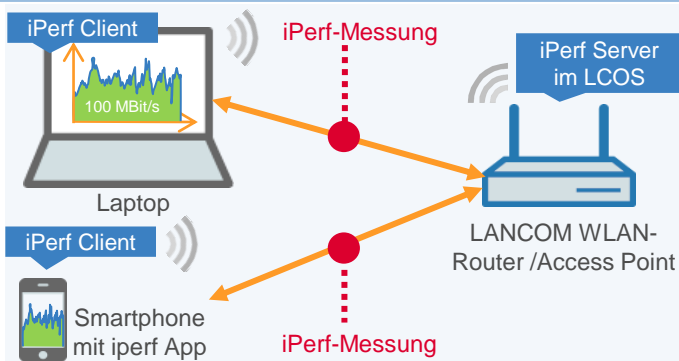 iPerf Client
iPerf-Messung
iPerf Server
im LCOS
100 MBit/s
Laptop
iPerf Client
LANCOM WLAN-
Router /Access Point
Smartphone
mit iperf App
iPerf-Messung